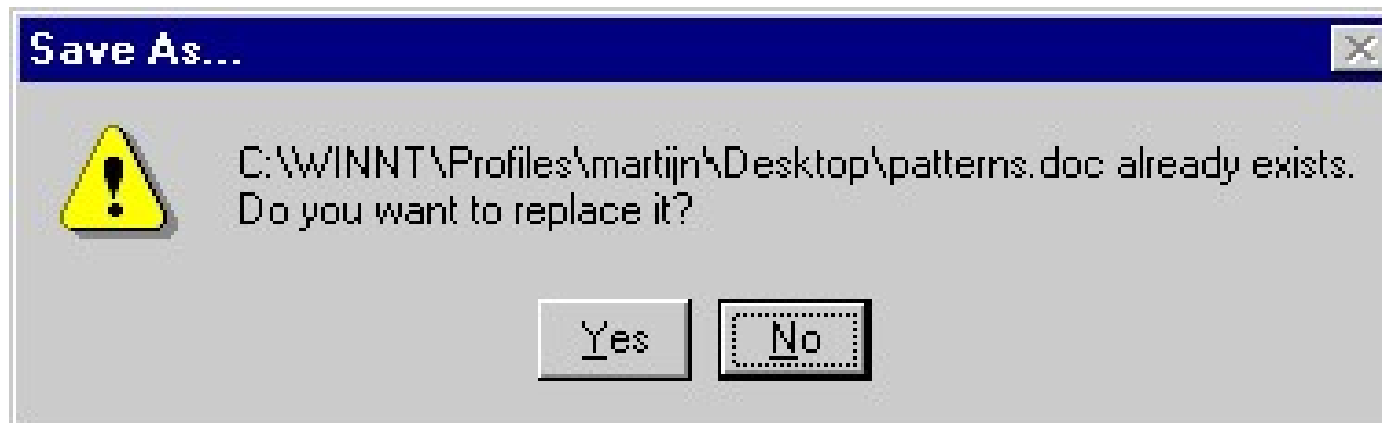 Save As...
C:\WINNT\Profiles\martijn\Desktop\patterns.doc already exists.
Do you want to replace it?
Yes No